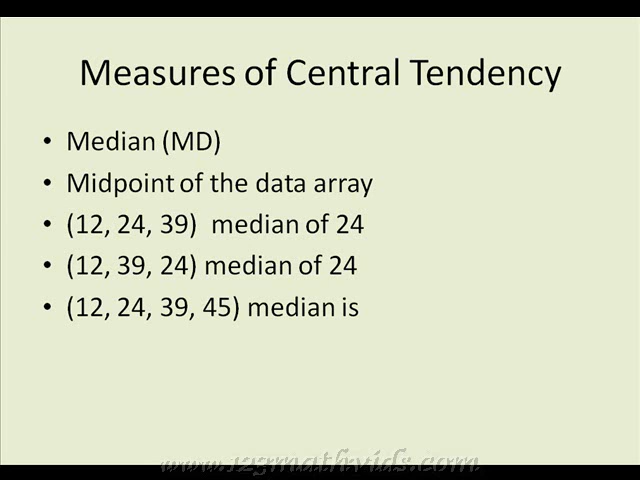 Measures of Central Tendency
• Median (MD)
• Midpoint of the data array
• (12, 24, 39)  median of 24
• (12, 39, 24) median of 24
• (12, 24, 39, 45) median is
www.123mathvids.com